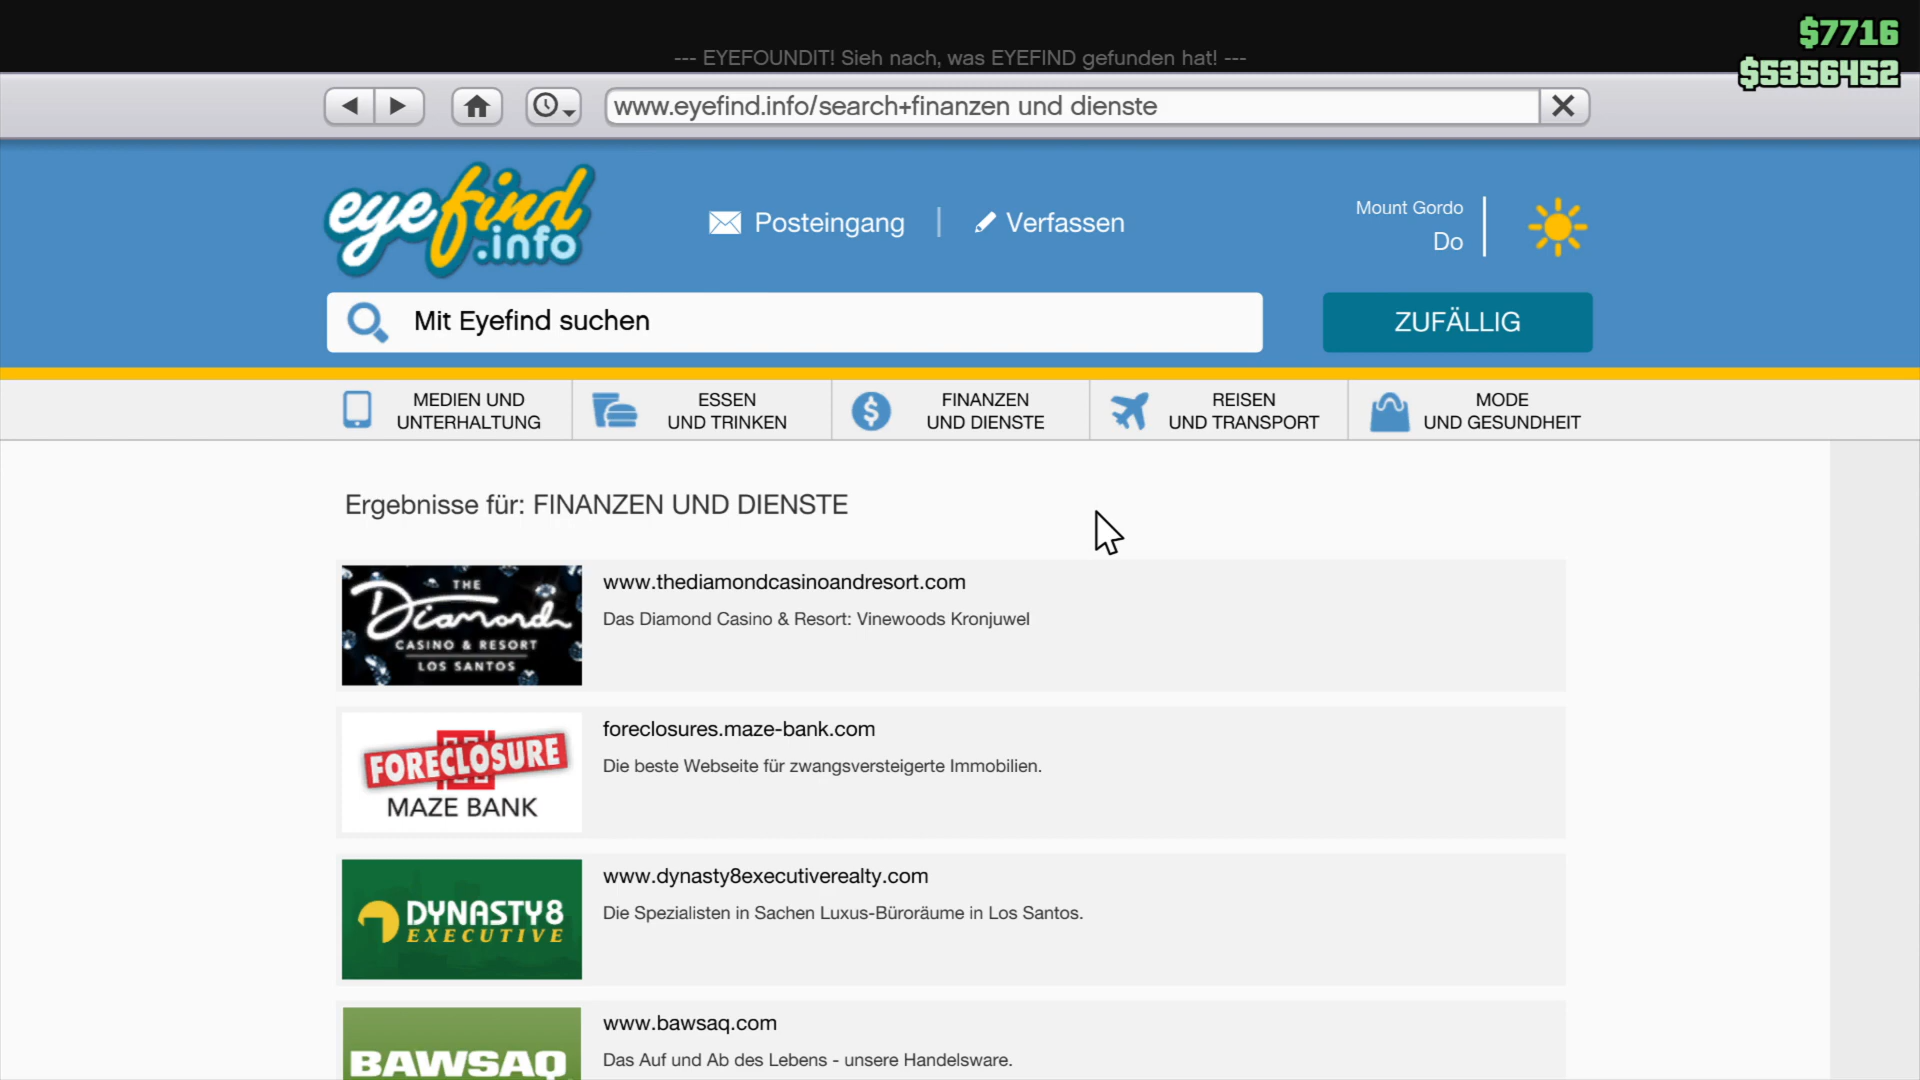 $7716
--- EYEFOUNDIT! Sieh nach, was EYEFIND gefunden hat! ---
$5356452
www.eyefind.info/search+finanzen und dienste
eyefind.info
Posteingang
Verfassen
Mount Gordo
Do
Mit Eyefind suchen
ZUFÄLLIG
MEDIEN UND
UNTERHALTUNG
ESSEN
UND TRINKEN
FINANZEN
UND DIENSTE
REISEN
UND TRANSPORT
MODE
UND GESUNDHEIT
Ergebnisse für: FINANZEN UND DIENSTE
THE
Diamond
CASINO & RESORT
LOS SANTOS
www.thediamondcasinoandresort.com
Das Diamond Casino & Resort: Vinewoods Kronjuwel
FORECLOSURE
MAZE BANK
foreclosures.maze-bank.com
Die beste Webseite für zwangsversteigerte Immobilien.
DYNASTY8
EXECUTIVE
www.dynasty8executiverealty.com
Die Spezialisten in Sachen Luxus-Büroräume in Los Santos.
BAWSAQ
www.bawsaq.com
Das Auf und Ab des Lebens - unsere Handelsware.